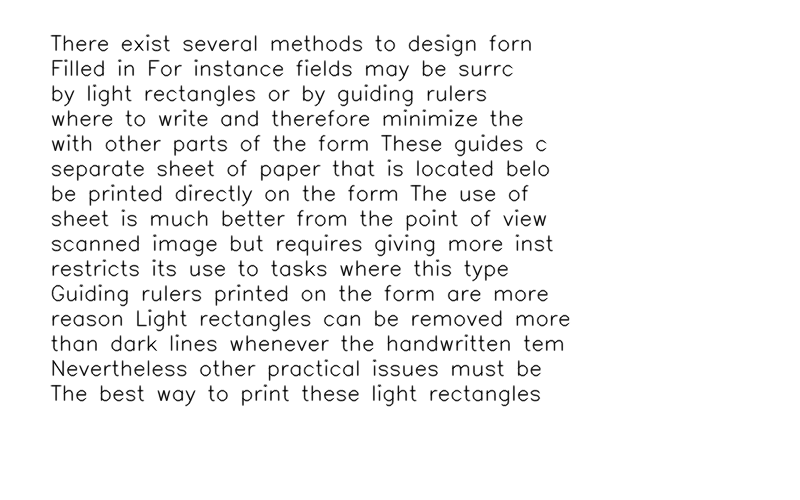 There exist several methods to design forn
Filled in For instance fields may be surrc
by light rectangles or by guiding rulers
where to write and therefore minimize the
with other parts of the form These guides c
separate sheet of paper that is located belo
be printed directly on the form The use of
sheet is much better from the point of view
scanned image but requires giving more inst
restricts its use to tasks where this type
Guiding rulers printed on the form are more
reason Light rectangles can be removed more
than dark lines whenever the handwritten tem
Nevertheless other practical issues must be
The best way to print these light rectangles